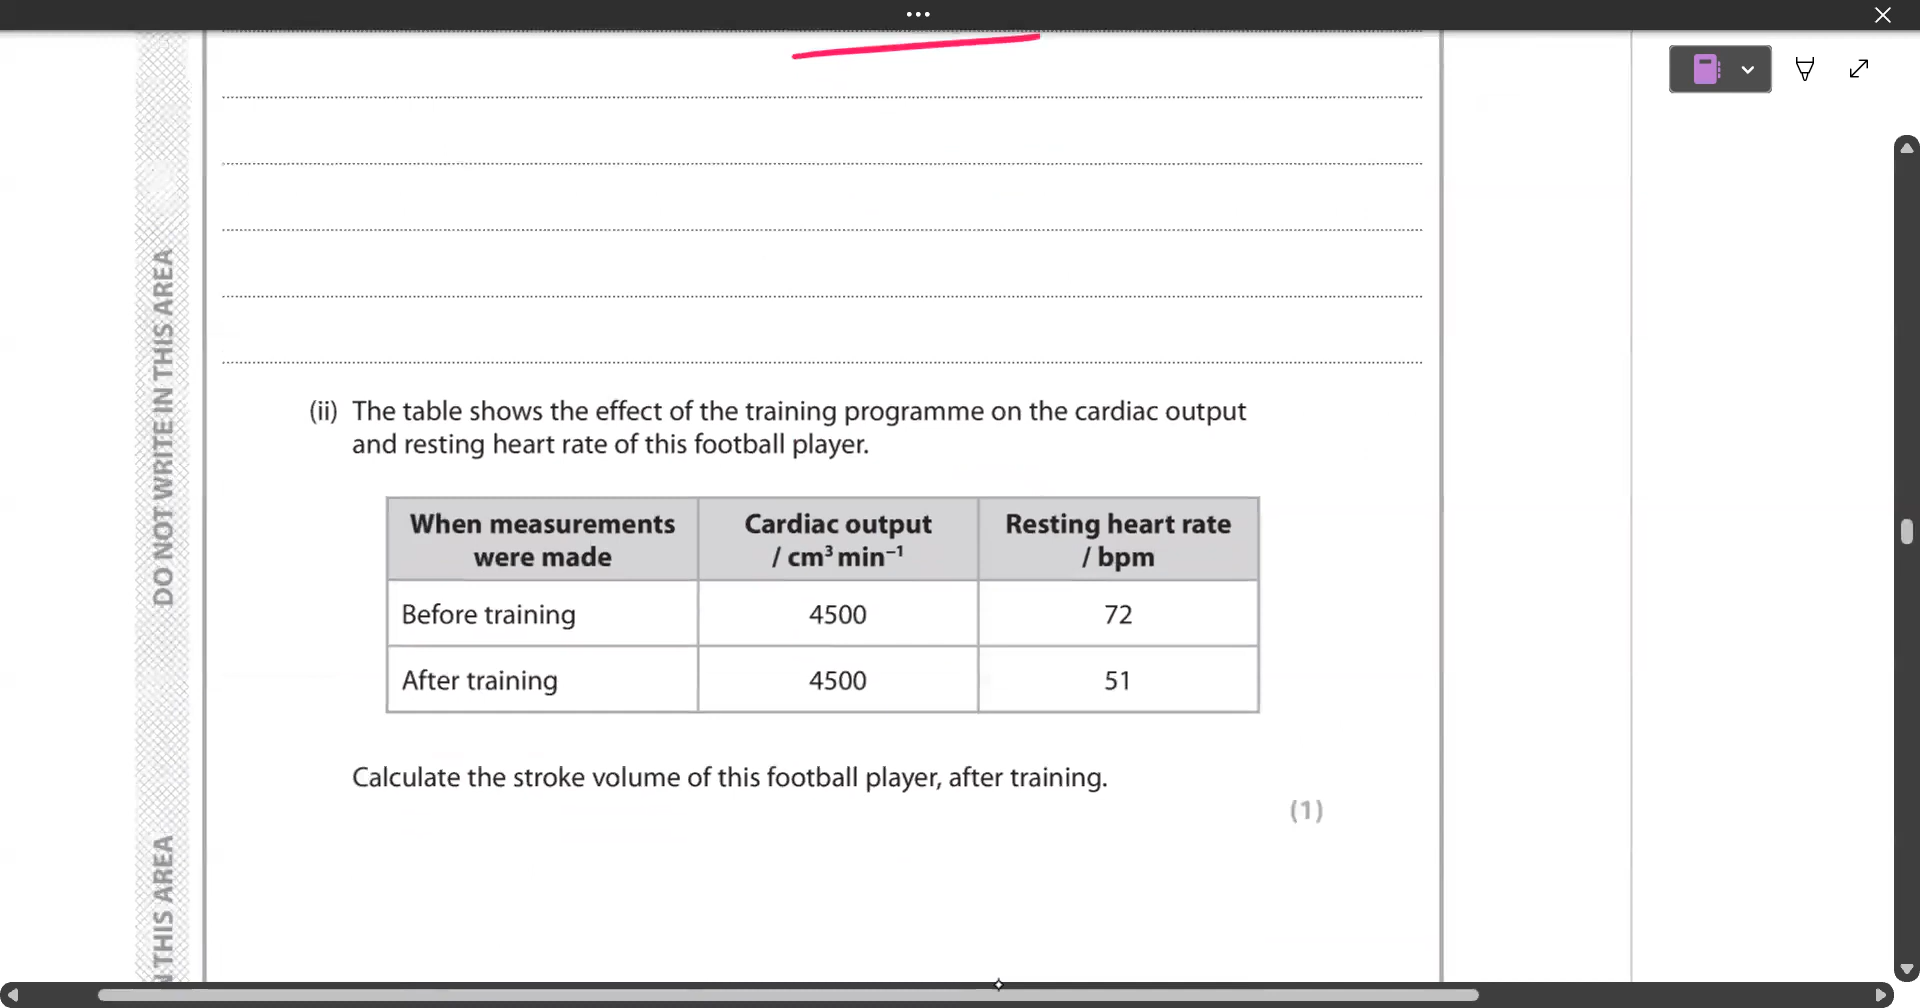 DO NOT WRITE IN THIS AREA
(ii) The table shows the effect of the training programme on the cardiac output
and resting heart rate of this football player.
When measurements were made | Cardiac output / cm³ min⁻¹ | Resting heart rate / bpm
Before training | 4500 | 72
After training | 4500 | 51
Calculate the stroke volume of this football player, after training.
(1)
THIS AREA